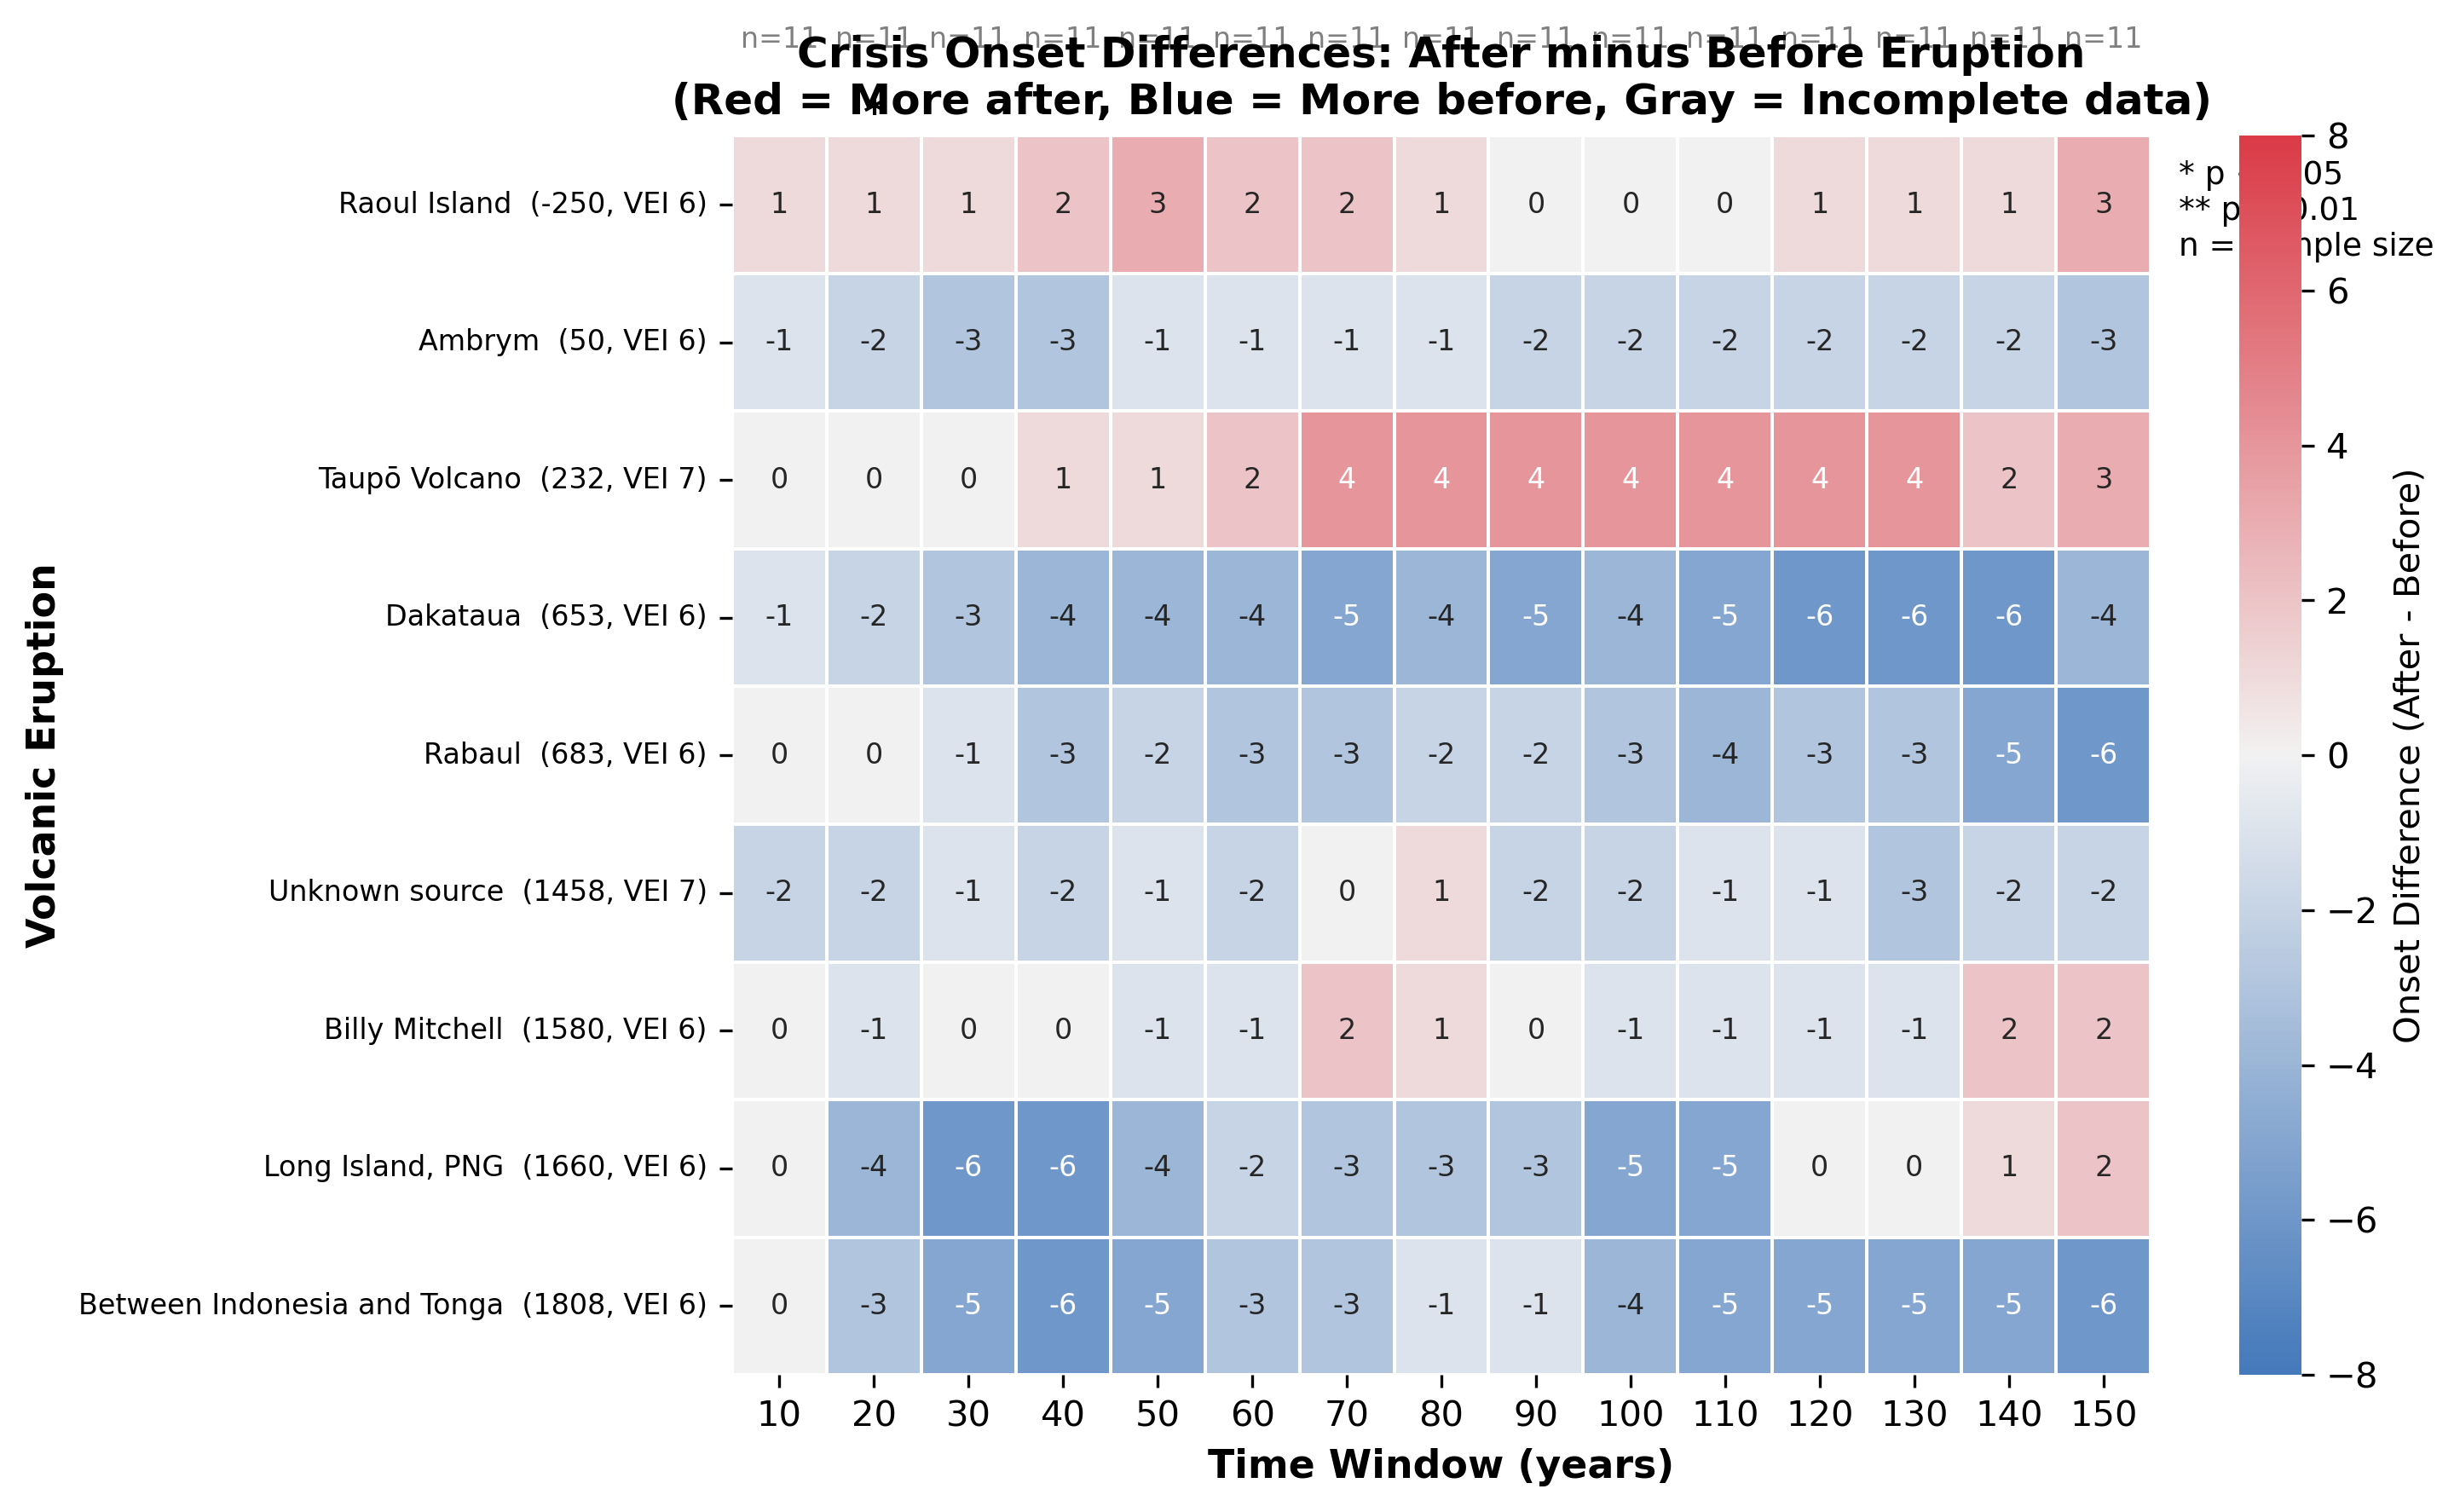 n=11 n=11 n=11 n=11 n=11 n=11 n=11 n=11 n=11 n=11 n=11 n=11 n=11 n=11 n=11
Crisis Onset Differences: After minus Before Eruption
(Red = More after, Blue = More before, Gray = Incomplete data)
*
Raoul Island (-250, VEI 6) 1 1 1 2 3 2 2 1 0 0 0 1 1 1 3
Ambrym (50, VEI 6) -1 -2 -3 -3 -1 -1 -1 -1 -2 -2 -2 -2 -2 -2 -3
Taupō Volcano (232, VEI 7) 0 0 0 1 1 2 4 4 4 4 4 4 4 2 3
Dakataua (653, VEI 6) -1 -2 -3 -4 -4 -4 -5 -4 -5 -4 -5 -6 -6 -6 -4
Rabaul (683, VEI 6) 0 0 -1 -3 -2 -3 -3 -2 -2 -3 -4 -3 -3 -5 -6
Unknown source (1458, VEI 7) -2 -2 -1 -2 -1 -2 0 1 -2 -2 -1 -1 -3 -2 -2
Billy Mitchell (1580, VEI 6) 0 -1 0 0 -1 -1 2 1 0 -1 -1 -1 -1 2 2
Long Island, PNG (1660, VEI 6) 0 -4 -6 -6 -4 -2 -3 -3 -3 -5 -5 0 0 1 2
Between Indonesia and Tonga (1808, VEI 6) 0 -3 -5 -6 -5 -3 -3 -1 -1 -4 -5 -5 -5 -5 -6
10 20 30 40 50 60 70 80 90 100 110 120 130 140 150
Time Window (years)
Volcanic Eruption
* p 05
** p 0.01
n = size
8
6
4
2
0
−2
−4
−6
−8
Onset Difference (After - Before)